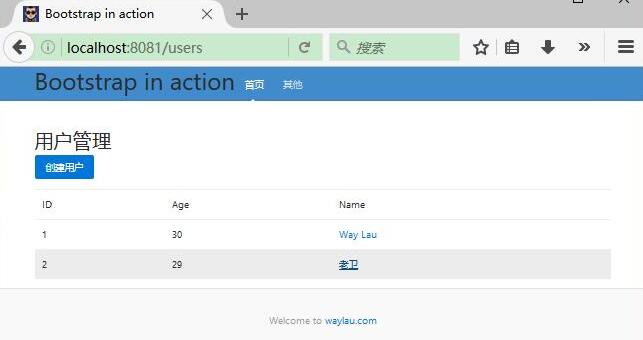 Bootstrap in action
localhost:8081/users
搜索
Bootstrap in action 首页 其他
用户管理
创建用户
ID Age Name
1 30 Way Lau
2 29 老卫
Welcome to waylau.com